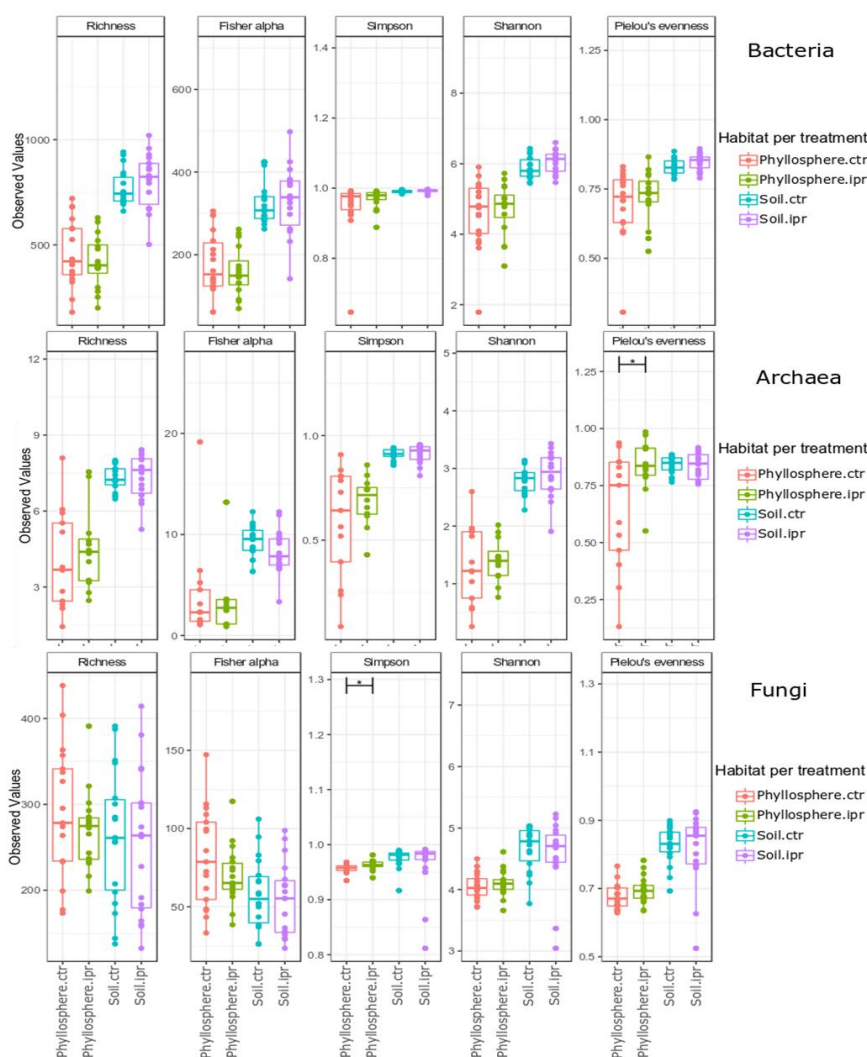 Richness
Fisher alpha
Simpson
Shannon
Pielou's evenness
Bacteria
Observed Values
1000
500
600
400
200
1.4
1.2
1.0
0.8
8
6
4
2
1.25
1.00
0.75
0.50
Habitat per treatment
Phyllosphere.ctr
Phyllosphere.ipr
Soil.ctr
Soil.ipr
Richness
Fisher alpha
Simpson
Shannon
Pielou's evenness
Archaea
Observed Values
12
9
6
3
20
10
0
1.0
0.5
5
4
3
2
1
*
1.25
1.00
0.75
0.50
0.25
Habitat per treatment
Phyllosphere.ctr
Phyllosphere.ipr
Soil.ctr
Soil.ipr
Richness
Fisher alpha
Simpson
Shannon
Pielou's evenness
Fungi
Observed Values
400
300
200
150
100
50
*
1.3
1.2
1.1
1.0
0.9
0.8
7
6
5
4
3
1.3
1.1
0.9
0.7
0.5
Habitat per treatment
Phyllosphere.ctr
Phyllosphere.ipr
Soil.ctr
Soil.ipr
Phyllosphere.ctr
Phyllosphere.ipr
Soil.ctr
Soil.ipr
Phyllosphere.ctr
Phyllosphere.ipr
Soil.ctr
Soil.ipr
Phyllosphere.ctr
Phyllosphere.ipr
Soil.ctr
Soil.ipr
Phyllosphere.ctr
Phyllosphere.ipr
Soil.ctr
Soil.ipr
Phyllosphere.ctr
Phyllosphere.ipr
Soil.ctr
Soil.ipr